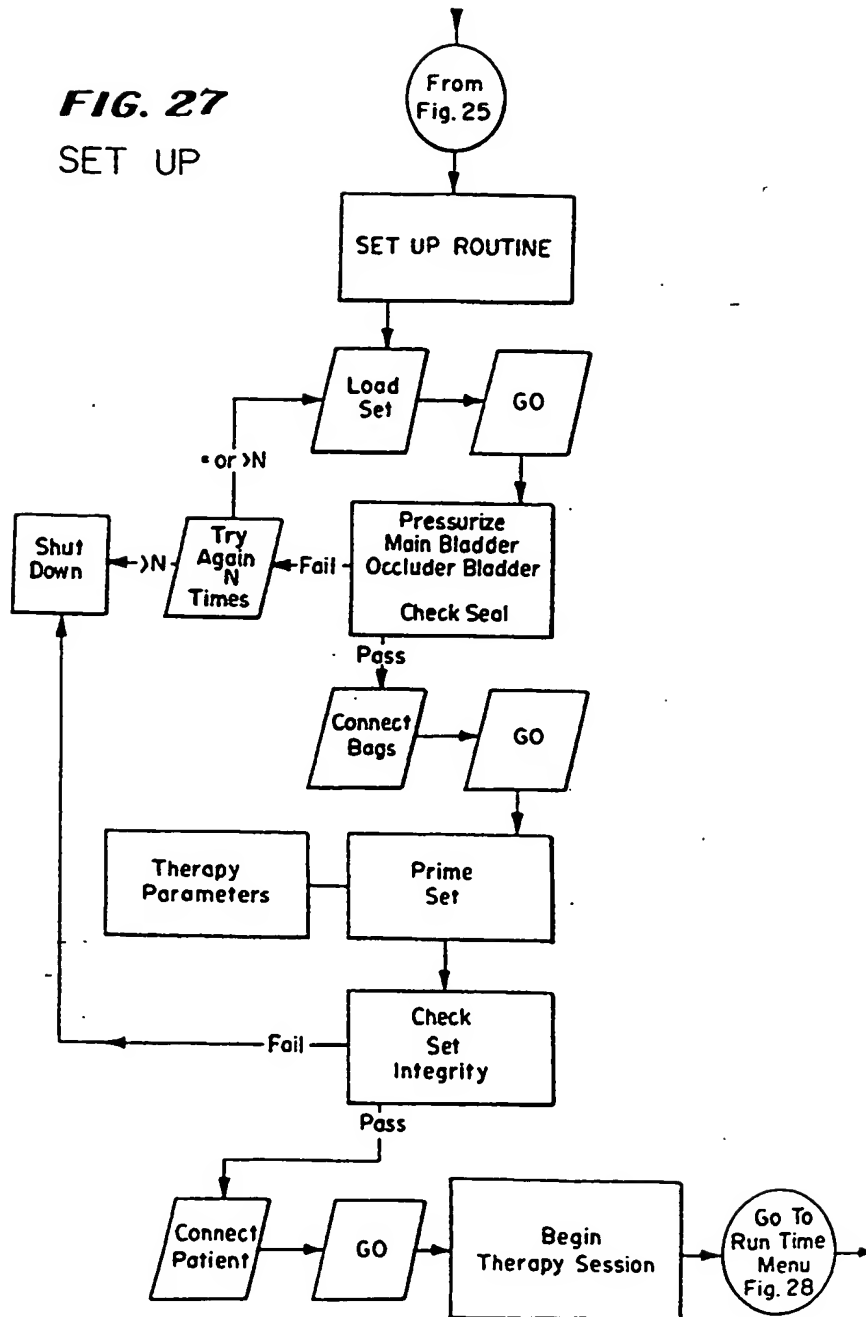 FIG. 27
SET UP
From
Fig. 25
SET UP ROUTINE
Load
Set
GO
= or >N
Shut
Down
>N
Try
Again
N
Times
Fail
Pressurize
Main Bladder
Occluder Bladder
Check Seal
Pass
Connect
Bags
GO
Therapy
Parameters
Prime
Set
Check
Set
Integrity
Fail
Pass
Connect
Patient
GO
Begin
Therapy Session
Go To
Run Time
Menu
Fig. 28